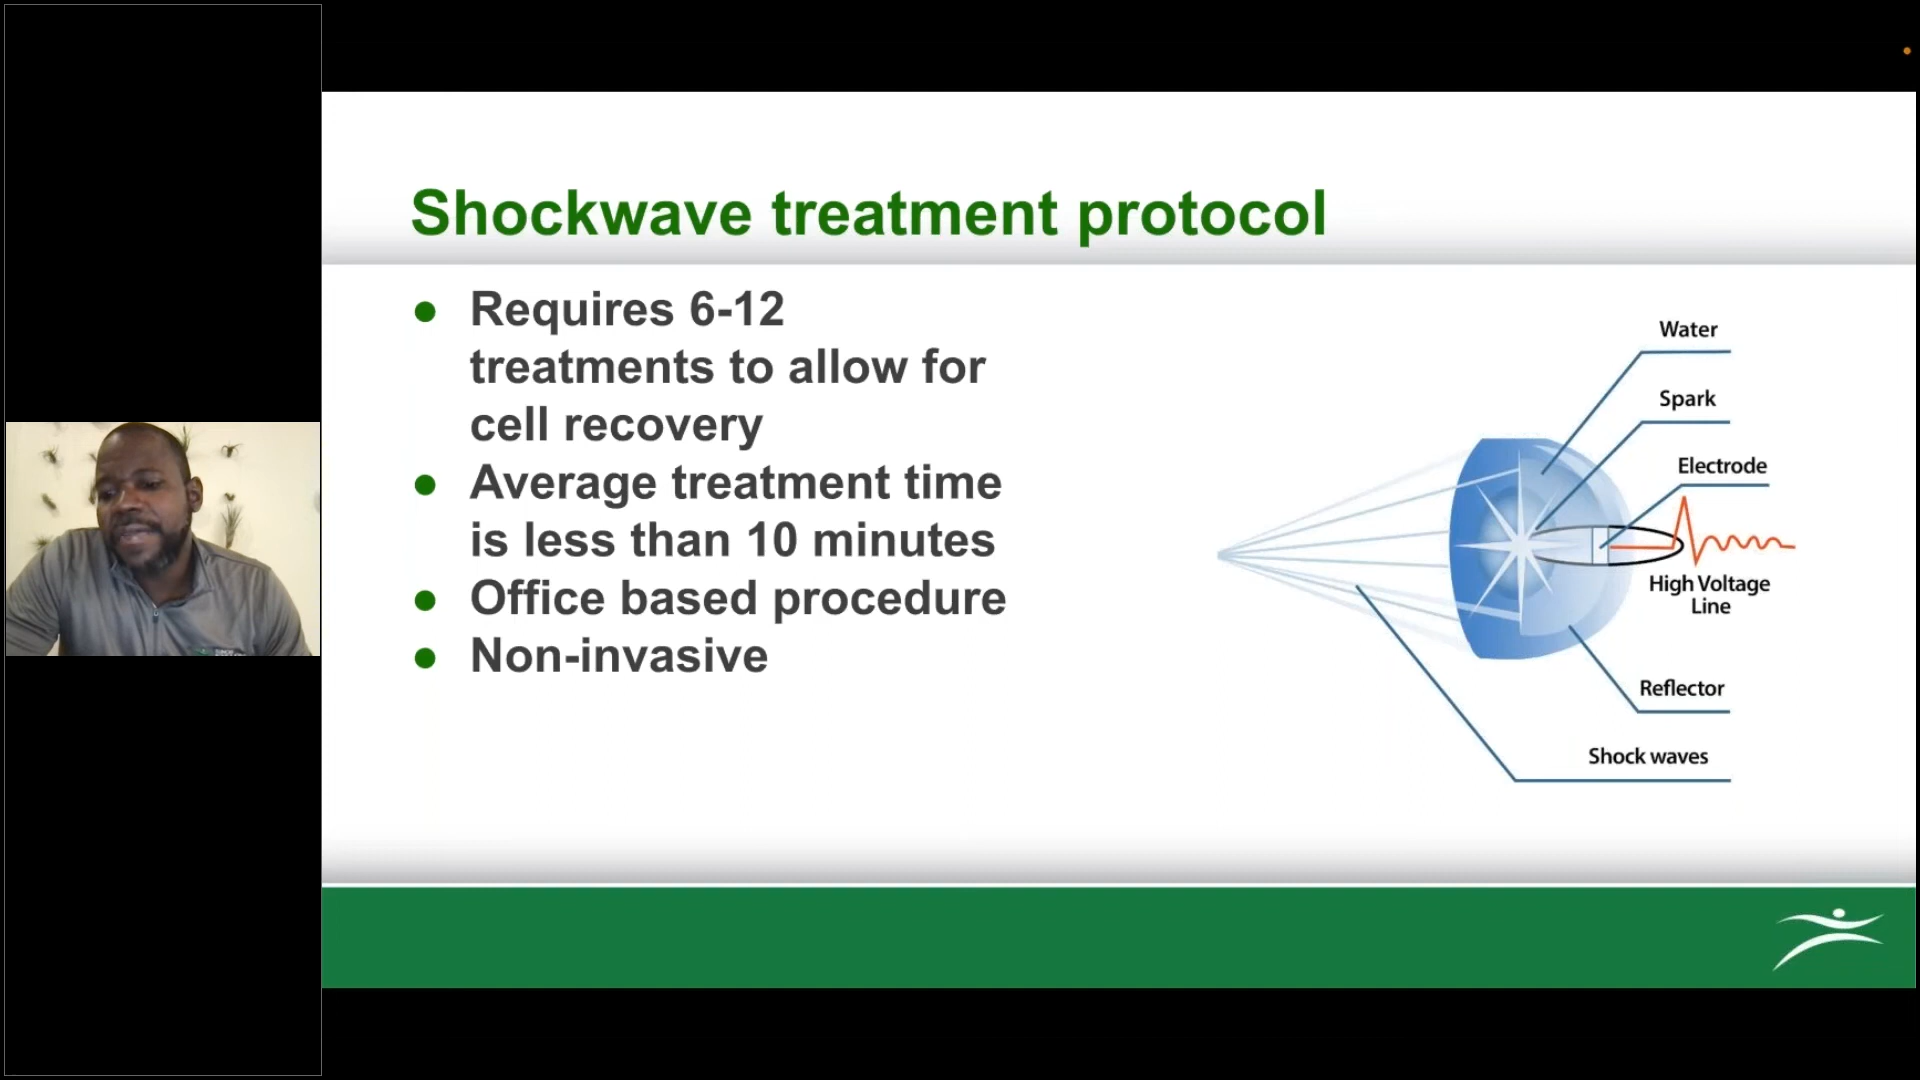 Shockwave treatment protocol
● Requires 6-12
treatments to allow for
cell recovery
● Average treatment time
is less than 10 minutes
● Office based procedure
● Non-invasive
Water
Spark
Electrode
High Voltage
Line
Reflector
Shock waves